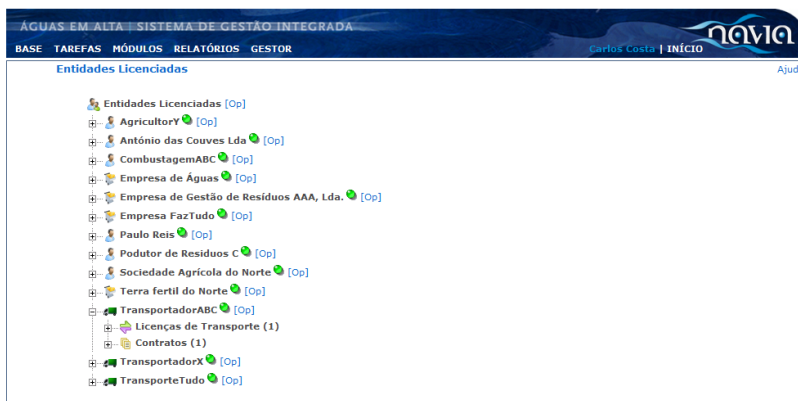 ÁGUAS EM ALTA | SISTEMA DE GESTÃO INTEGRADA
navia
BASE TAREFAS MÓDULOS RELATÓRIOS GESTOR
Carlos Costa | INÍCIO
Entidades Licenciadas
Ajud
Entidades Licenciadas [Op]
AgricultorY [Op]
António das Couves Lda [Op]
CombustagemABC [Op]
Empresa de Águas [Op]
Empresa de Gestão de Resíduos AAA, Lda. [Op]
Empresa FazTudo [Op]
Paulo Reis [Op]
Podutor de Residuos C [Op]
Sociedade Agrícola do Norte [Op]
Terra fertil do Norte [Op]
TransportadorABC [Op]
Licenças de Transporte (1)
Contratos (1)
TransportadorX [Op]
TransporteTudo [Op]